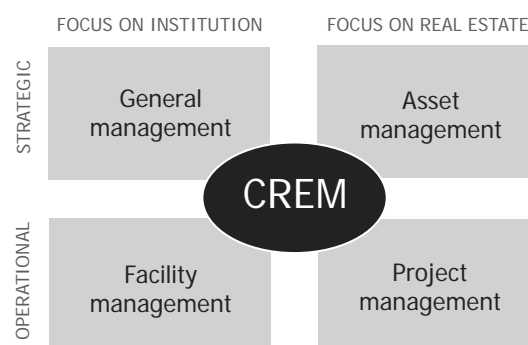 FOCUS ON INSTITUTION
FOCUS ON REAL ESTATE
STRATEGIC
General
management
Asset
management
CREM
OPERATIONAL
Facility
management
Project
management